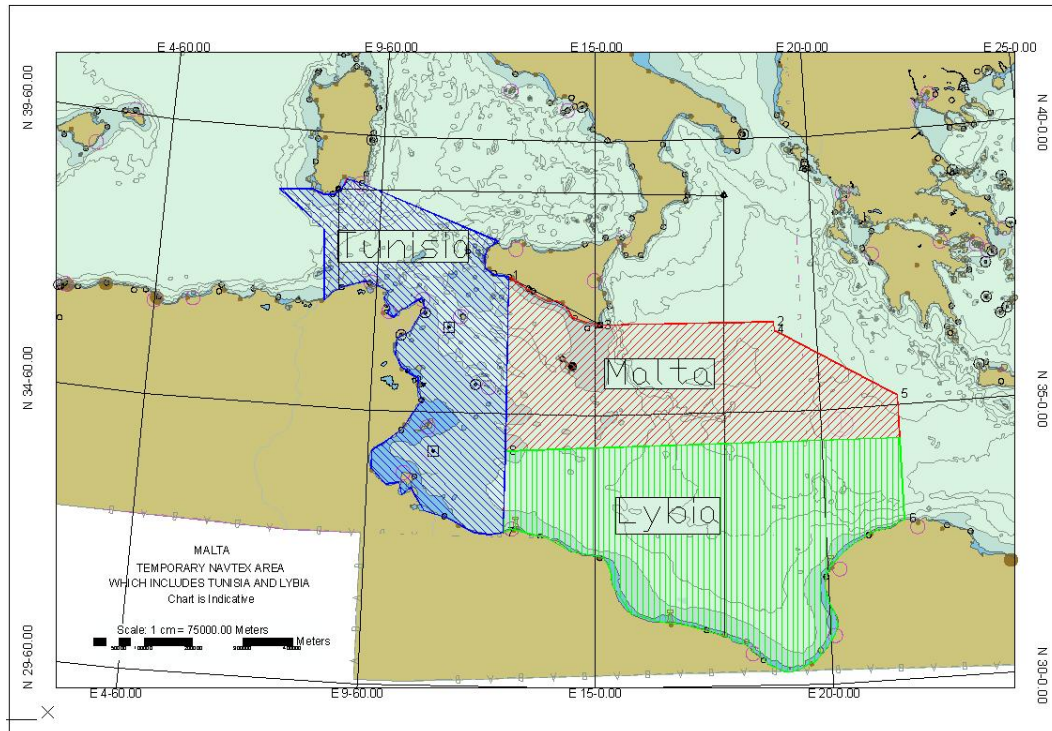 E 4-60.00 E 9-60.00 E 15-0.00 E 20-0.00 E 25-0.00
N 39-60.00
N 40-0.00
Tunisia
1
3
2
4
Malta
N 34-60.00
N 35-0.00
5
Lybia
6
7
MALTA
TEMPORARY NAVTEX AREA
WHICH INCLUDES TUNISIA AND LYBIA
Chart is Indicative
Scale: 1 cm = 75000.00 Meters
Meters
N 29-60.00
N 30-0.00
E 4-60.00 E 9-60.00 E 15-0.00 E 20-0.00